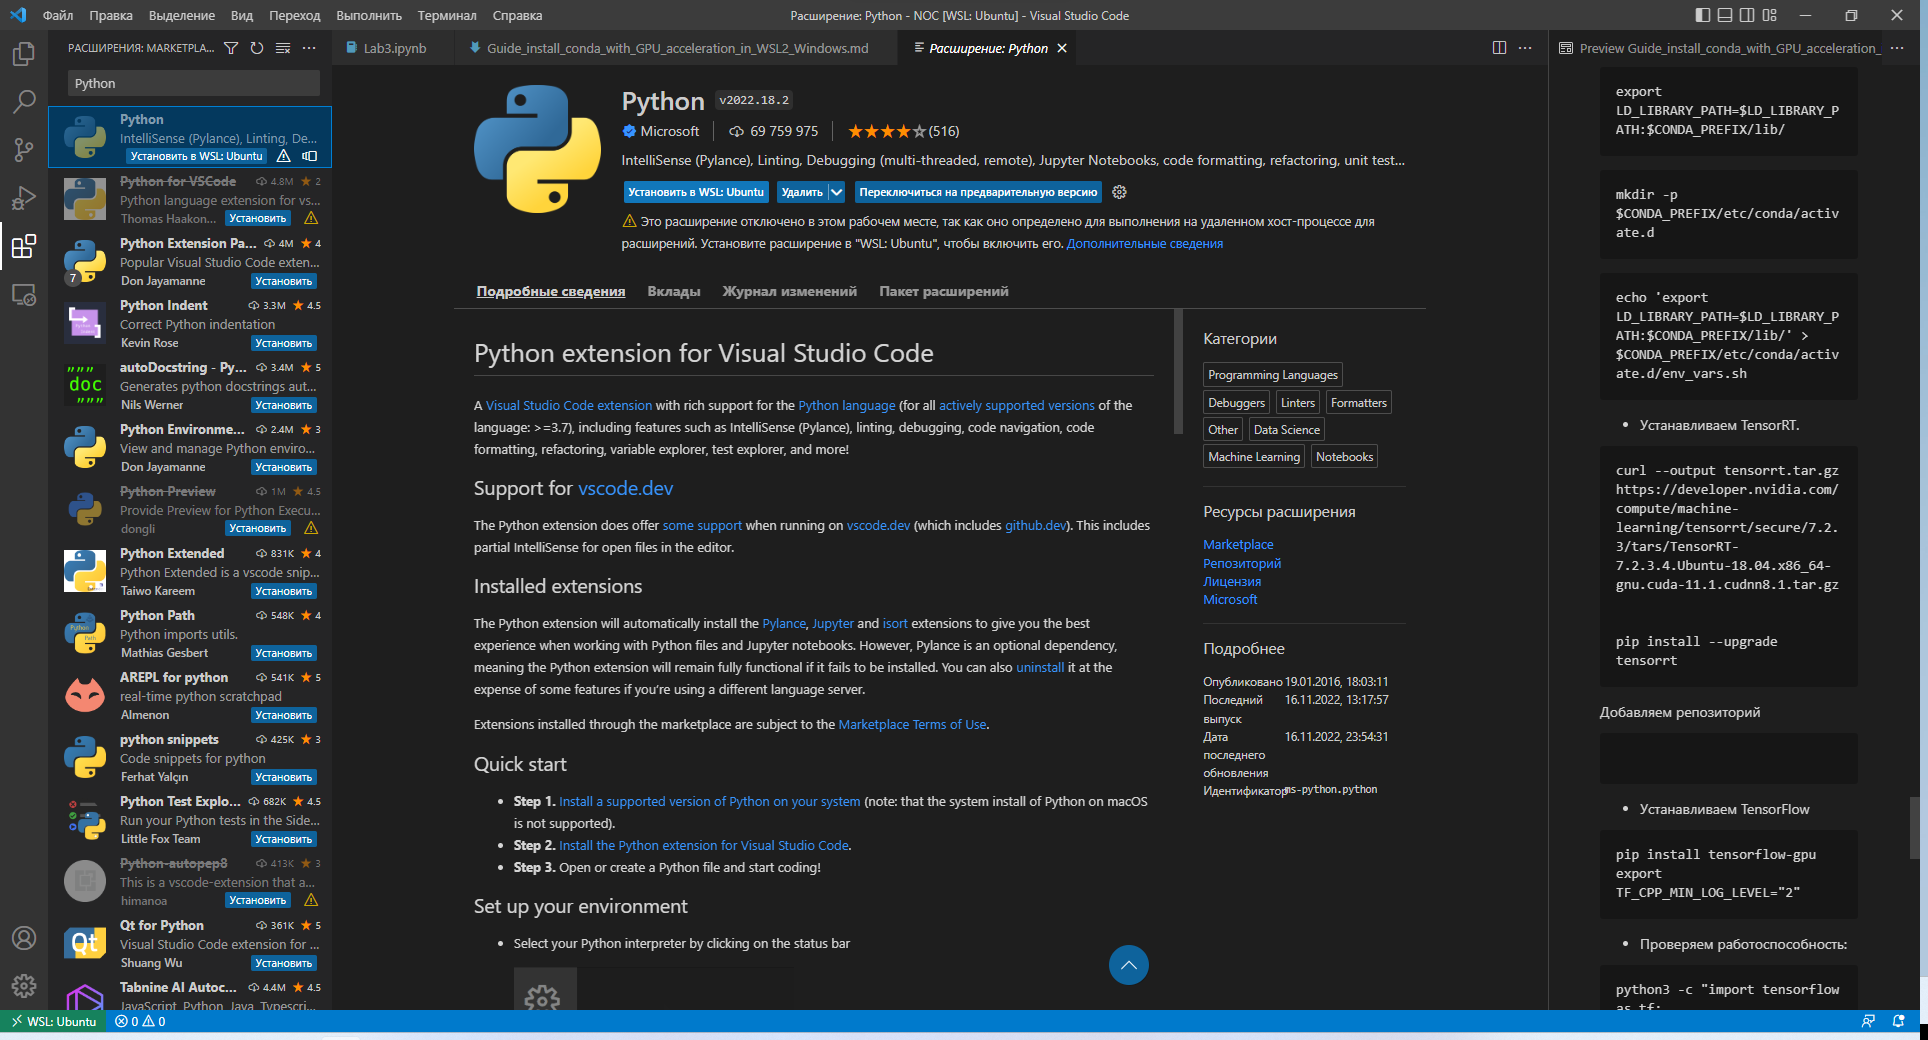 Файл Правка Выделение Вид Переход Выполнить Терминал Справка
Расширение: Python - NOC [WSL: Ubuntu] - Visual Studio Code
РАСШИРЕНИЯ: MARKETPLA...
Python
Python
IntelliSense (Pylance), Linting, De...
Установить в WSL: Ubuntu
Python for VSCode 4.8M 2
Python language extension for vs...
Thomas Haakon... Установить
Python Extension Pa... 4M 4
Popular Visual Studio Code exten...
7
Don Jayamanne Установить
Python Indent 3.3M 4.5
Correct Python indentation
Kevin Rose Установить
autoDocstring - Py... 3.4M 5
doc
Generates python docstrings aut...
Nils Werner Установить
Python Environme... 2.4M 3
View and manage Python enviro...
Don Jayamanne Установить
Python Preview 1M 4.5
Provide Preview for Python Execu...
dongli Установить
Python Extended 831K 4
Python Extended is a vscode snip...
Taiwo Kareem Установить
Python Path 548K 4
Python imports utils.
Mathias Gesbert Установить
AREPL for python 541K 5
real-time python scratchpad
Almenon Установить
python snippets 425K 3
Code snippets for python
Ferhat Yalçın Установить
Python Test Explo... 682K 4.5
Run your Python tests in the Side...
Little Fox Team Установить
Python-autopep8 413K 3
This is a vscode-extension that a...
himanoa Установить
Qt for Python 361K 5
Qt
Visual Studio Code extension for ...
Shuang Wu Установить
Tabnine AI Autoc... 4.4M 4.5
JavaScript, Python, Java, Typescri...
Lab3.ipynb
Guide_install_conda_with_GPU_acceleration_in_WSL2_Windows.md
Расширение: Python
Python v2022.18.2
Microsoft 69 759 975 (516)
IntelliSense (Pylance), Linting, Debugging (multi-threaded, remote), Jupyter Notebooks, code formatting, refactoring, unit test...
Установить в WSL: Ubuntu Удалить Переключиться на предварительную версию
Это расширение отключено в этом рабочем месте, так как оно определено для выполнения на удаленном хост-процессе для
расширений. Установите расширение в "WSL: Ubuntu", чтобы включить его. Дополнительные сведения
Подробные сведения Вклады Журнал изменений Пакет расширений
Python extension for Visual Studio Code
A Visual Studio Code extension with rich support for the Python language (for all actively supported versions of the
language: >=3.7), including features such as IntelliSense (Pylance), linting, debugging, code navigation, code
formatting, refactoring, variable explorer, test explorer, and more!
Support for vscode.dev
The Python extension does offer some support when running on vscode.dev (which includes github.dev). This includes
partial IntelliSense for open files in the editor.
Installed extensions
The Python extension will automatically install the Pylance, Jupyter and isort extensions to give you the best
experience when working with Python files and Jupyter notebooks. However, Pylance is an optional dependency,
meaning the Python extension will remain fully functional if it fails to be installed. You can also uninstall it at the
expense of some features if you’re using a different language server.
Extensions installed through the marketplace are subject to the Marketplace Terms of Use.
Quick start
• Step 1. Install a supported version of Python on your system (note: that the system install of Python on macOS
is not supported).
• Step 2. Install the Python extension for Visual Studio Code.
• Step 3. Open or create a Python file and start coding!
Set up your environment
• Select your Python interpreter by clicking on the status bar
Категории
Programming Languages
Debuggers Linters Formatters
Other Data Science
Machine Learning Notebooks
Ресурсы расширения
Marketplace
Репозиторий
Лицензия
Microsoft
Подробнее
Опубликовано 19.01.2016, 18:03:11
Последний 16.11.2022, 13:17:57
выпуск
Дата 16.11.2022, 23:54:31
последнего
обновления
Идентификатор ms-python.python
Preview Guide_install_conda_with_GPU_acceleration_
export
LD_LIBRARY_PATH=$LD_LIBRARY_P
ATH:$CONDA_PREFIX/lib/
mkdir -p
$CONDA_PREFIX/etc/conda/activ
ate.d
echo 'export
LD_LIBRARY_PATH=$LD_LIBRARY_P
ATH:$CONDA_PREFIX/lib/' >
$CONDA_PREFIX/etc/conda/activ
ate.d/env_vars.sh
• Устанавливаем TensorRT.
curl --output tensorrt.tar.gz
https://developer.nvidia.com/
compute/machine-
learning/tensorrt/secure/7.2.
3/tars/TensorRT-
7.2.3.4.Ubuntu-18.04.x86_64-
gnu.cuda-11.1.cudnn8.1.tar.gz
pip install --upgrade
tensorrt
Добавляем репозиторий
• Устанавливаем TensorFlow
pip install tensorflow-gpu
export
TF_CPP_MIN_LOG_LEVEL="2"
• Проверяем работоспособность:
python3 -c "import tensorflow
as tf;
WSL: Ubuntu 0 0